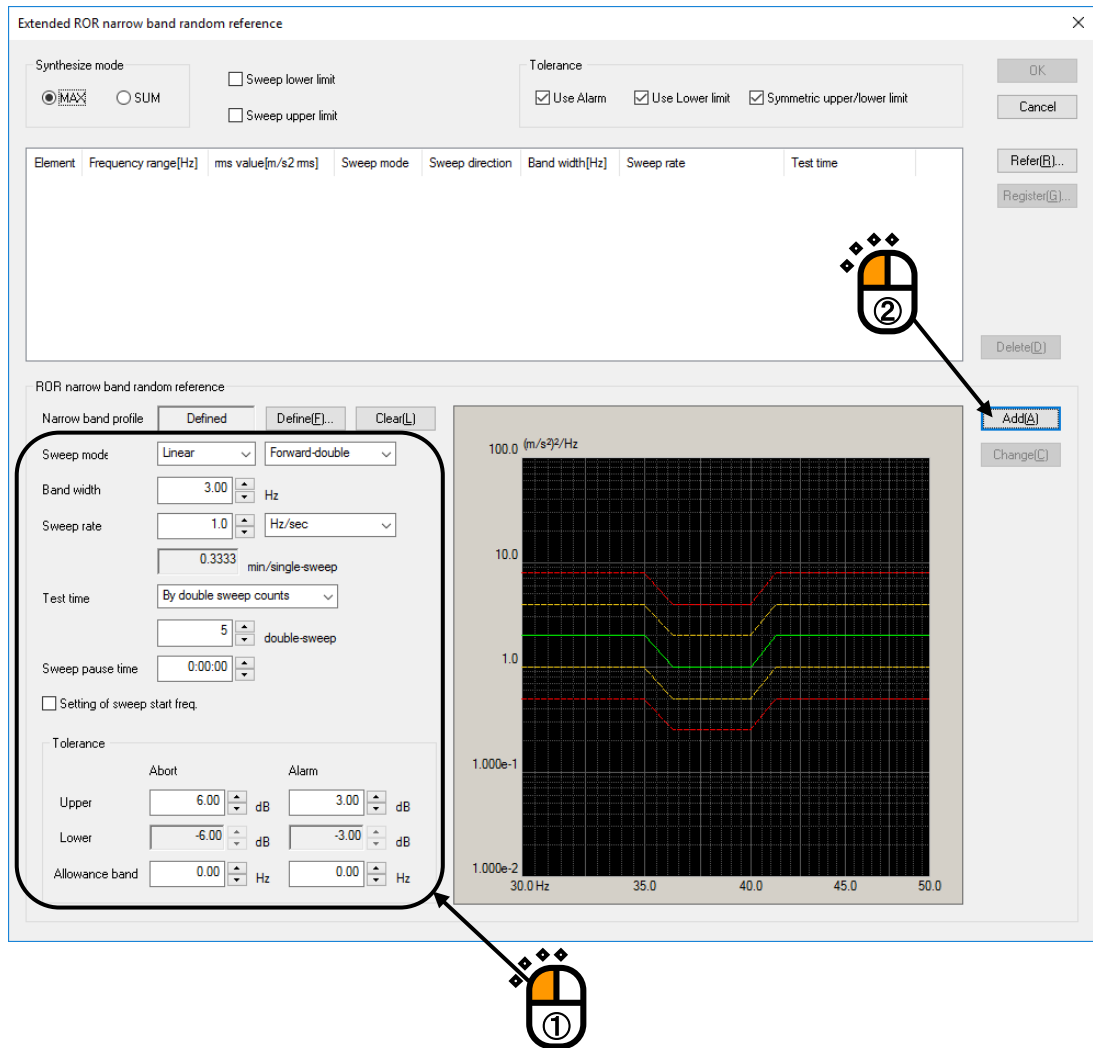 Extended ROR narrow band random reference
Synthesize mode
MAX
SUM
Sweep lower limit
Sweep upper limit
Tolerance
Use Alarm
Use Lower limit
Symmetric upper/lower limit
OK
Cancel
Element Frequency range[Hz] rms value[m/s2 rms] Sweep mode Sweep direction Band width[Hz] Sweep rate Test time
Refer(R)...
Register(G)...
②
Delete(D)
ROR narrow band random reference
Narrow band profile Defined Define(F)... Clear(L)
Add(A)
Change(C)
Sweep mode Linear Forward-double
Band width 3.00 Hz
Sweep rate 1.0 Hz/sec
0.3333 min/single-sweep
Test time By double sweep counts
5 double-sweep
Sweep pause time 0:00:00
Setting of sweep start freq.
Tolerance
Abort Alarm
Upper 6.00 dB 3.00 dB
Lower -6.00 dB -3.00 dB
Allowance band 0.00 Hz 0.00 Hz
100.0 (m/s²)²/Hz
10.0
1.0
1.000e-1
1.000e-2
30.0 Hz 35.0 40.0 45.0 50.0
①